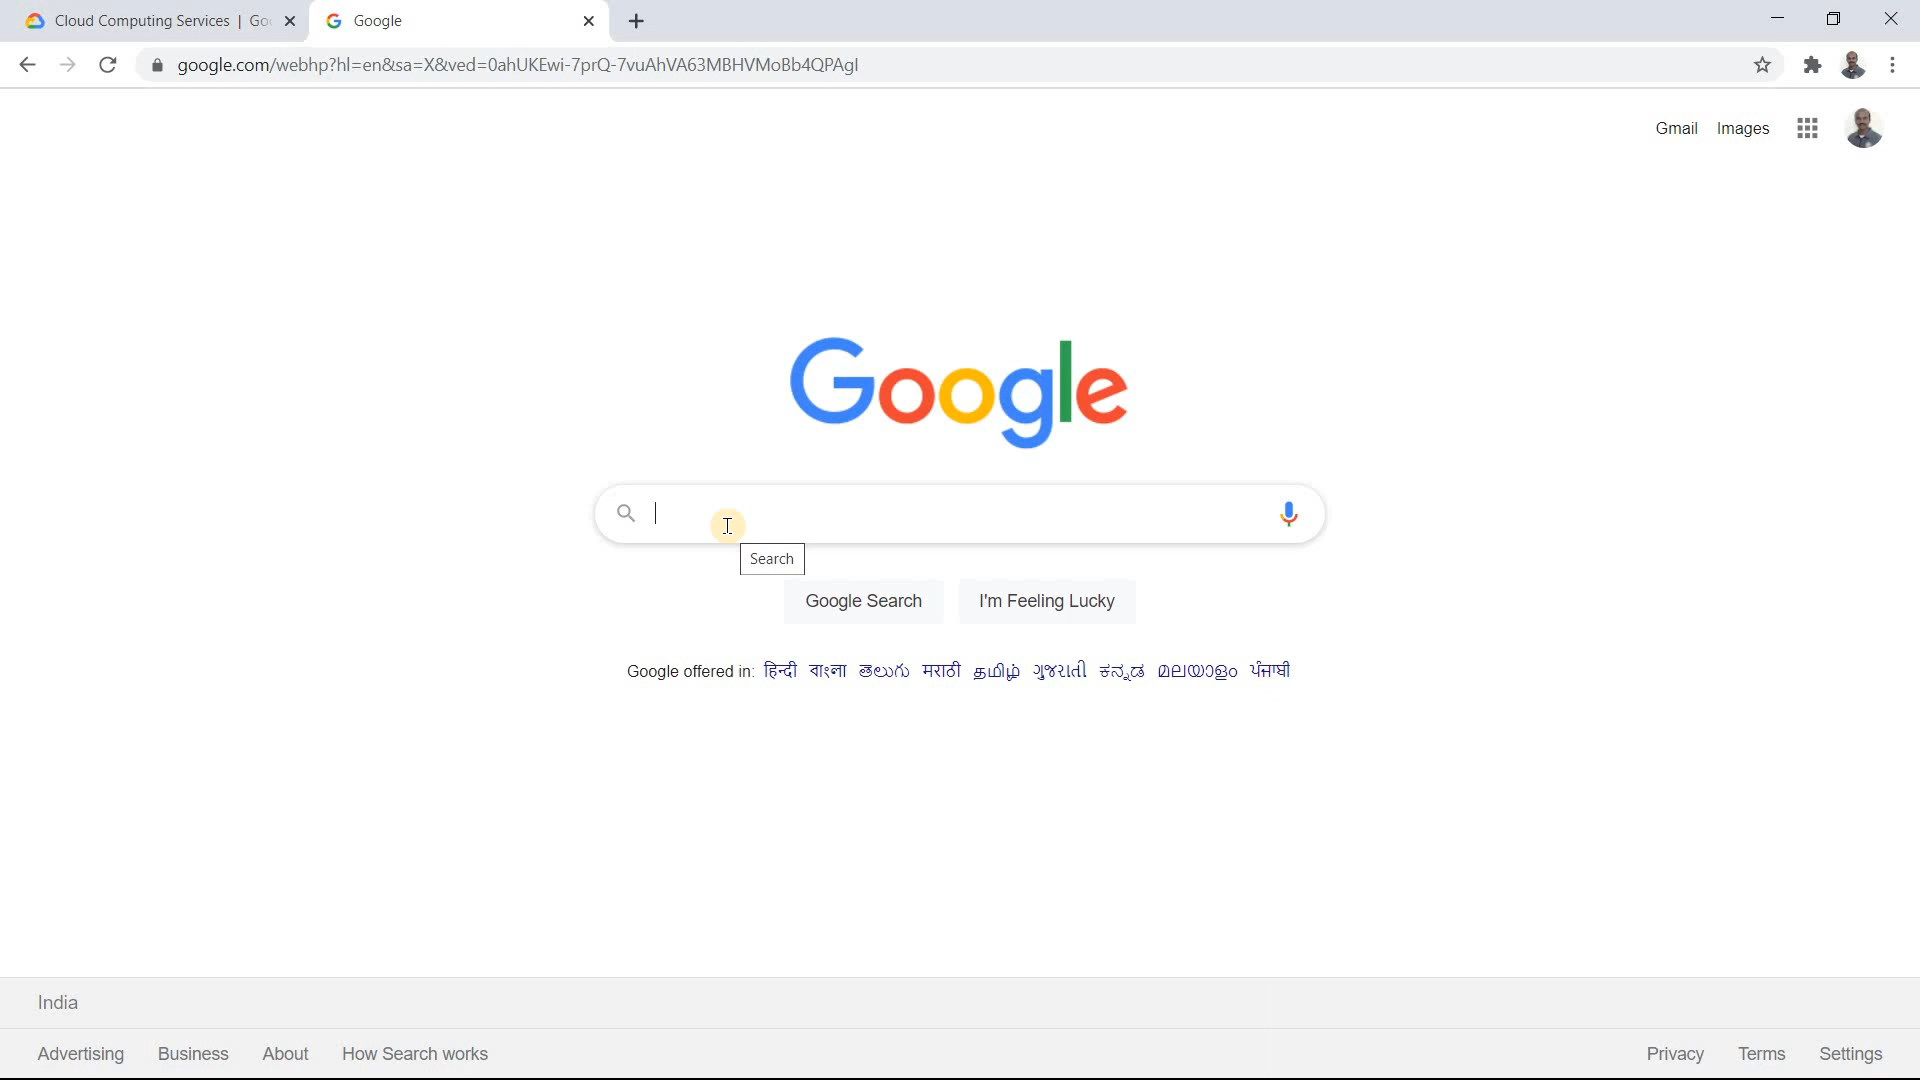 Cloud Computing Services | Goo
Google
google.com/webhp?hl=en&sa=X&ved=0ahUKEwi-7prQ-7vuAhVA63MBHVMoBb4QPAgI
Gmail Images
Google
Search
Google Search I'm Feeling Lucky
Google offered in: हिन्दी বাংলা తెలుగు मराठी தமிழ் ગુજરાતી ಕನ್ನಡ മലയാളം ਪੰਜਾਬੀ
India
Advertising Business About How Search works Privacy Terms Settings